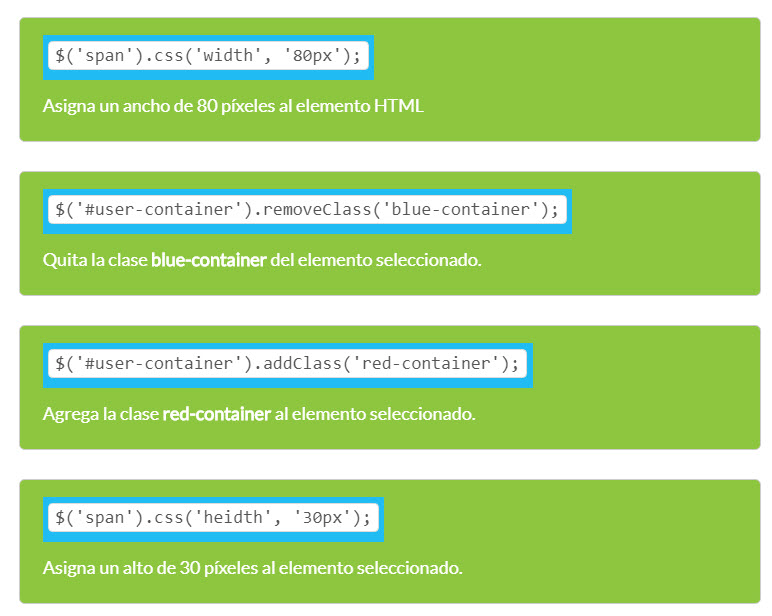 $('span').css('width', '80px');
Asigna un ancho de 80 píxeles al elemento HTML
$('#user-container').removeClass('blue-container');
Quita la clase blue-container del elemento seleccionado.
$('#user-container').addClass('red-container');
Agrega la clase red-container al elemento seleccionado.
$('span').css('heidth', '30px');
Asigna un alto de 30 píxeles al elemento seleccionado.